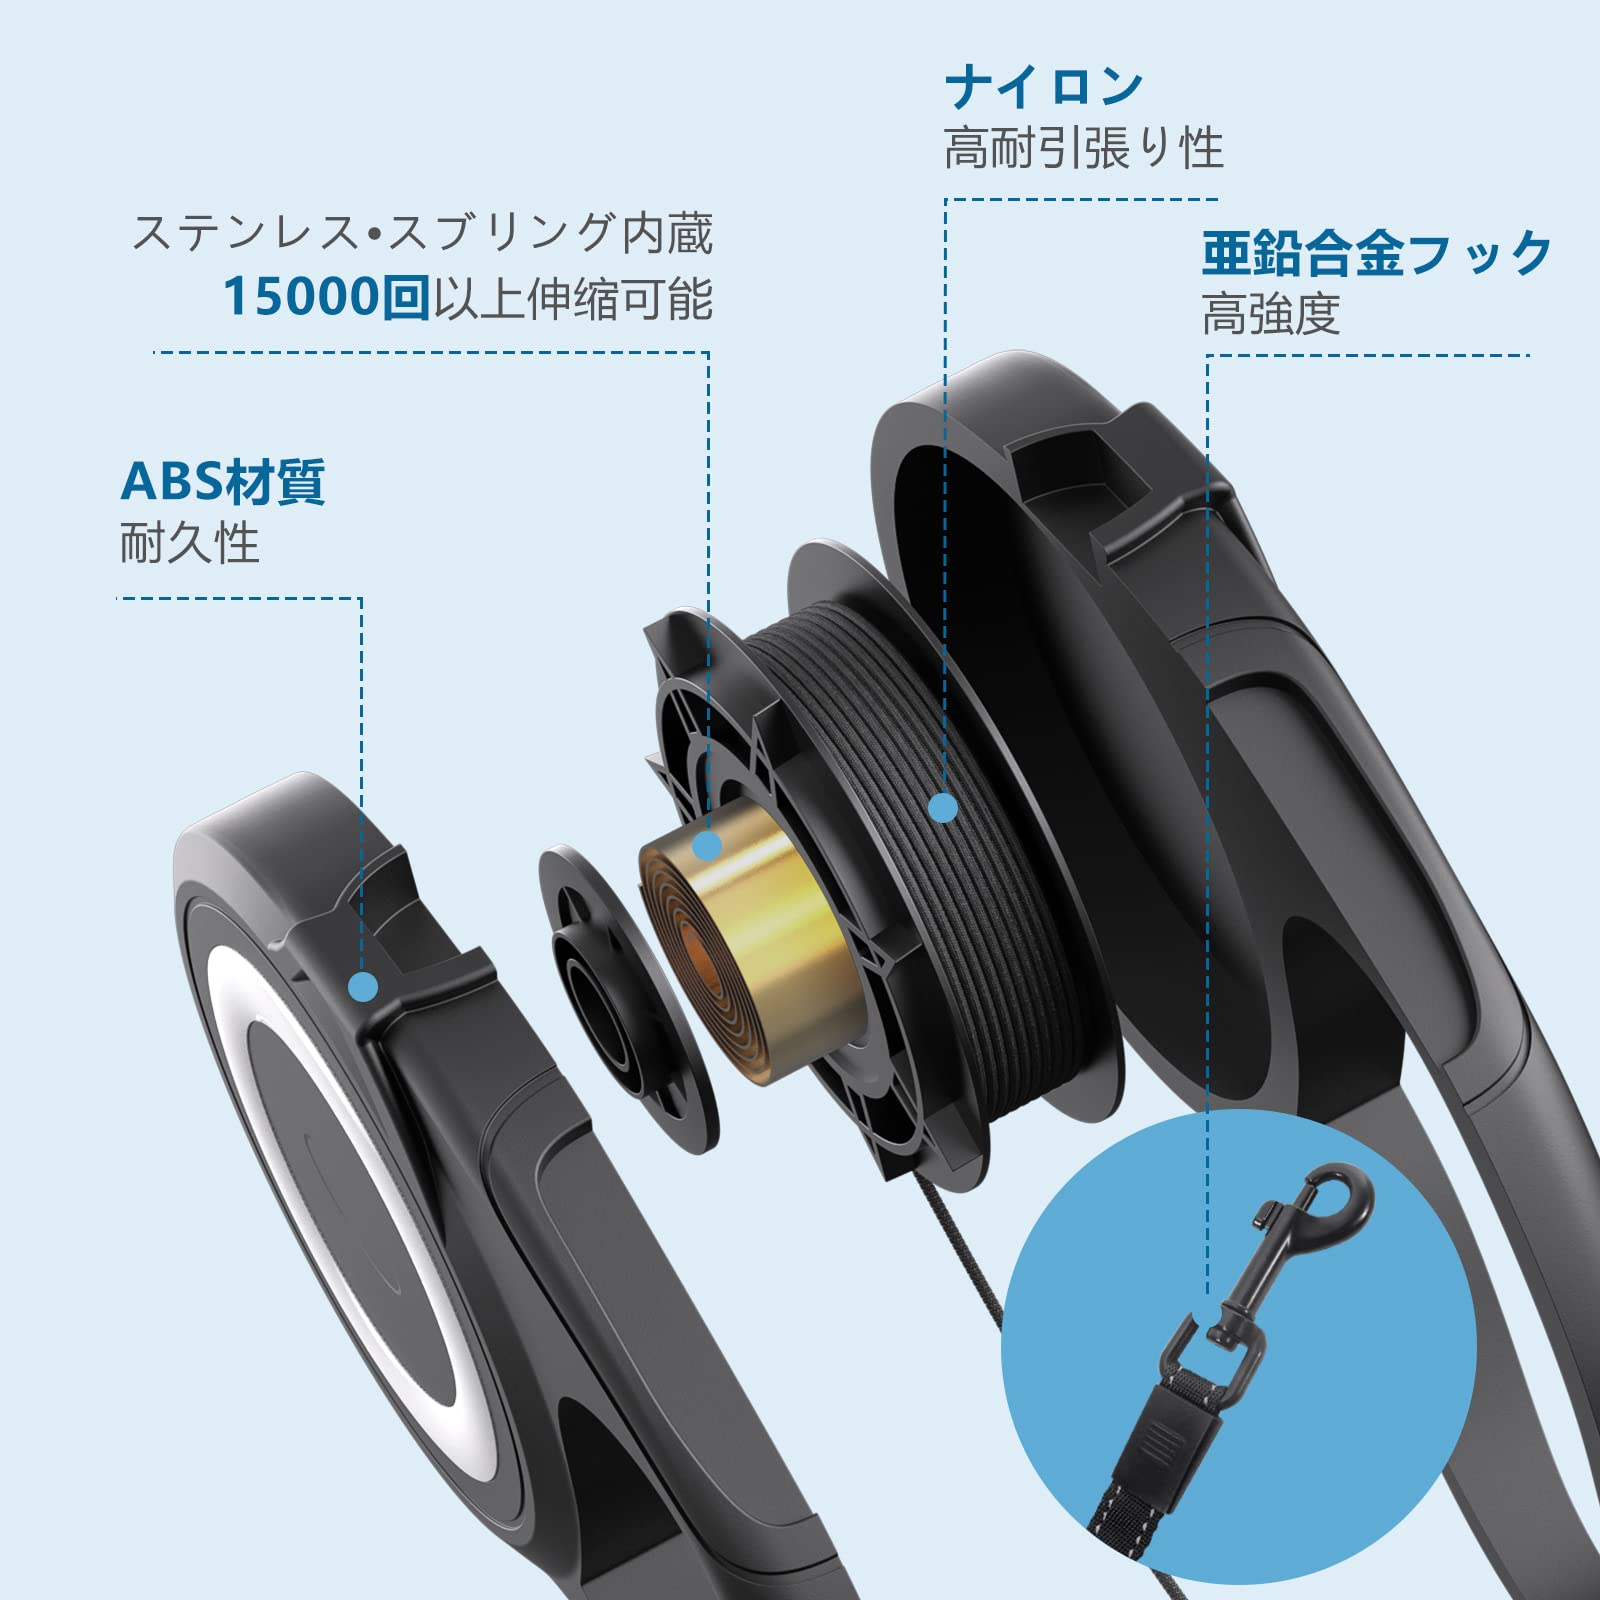 ナイロン
高耐引張り性
ステンレス•スブリング内蔵
15000回以上伸缩可能
亜鉛合金フック
高強度
ABS材質
耐久性